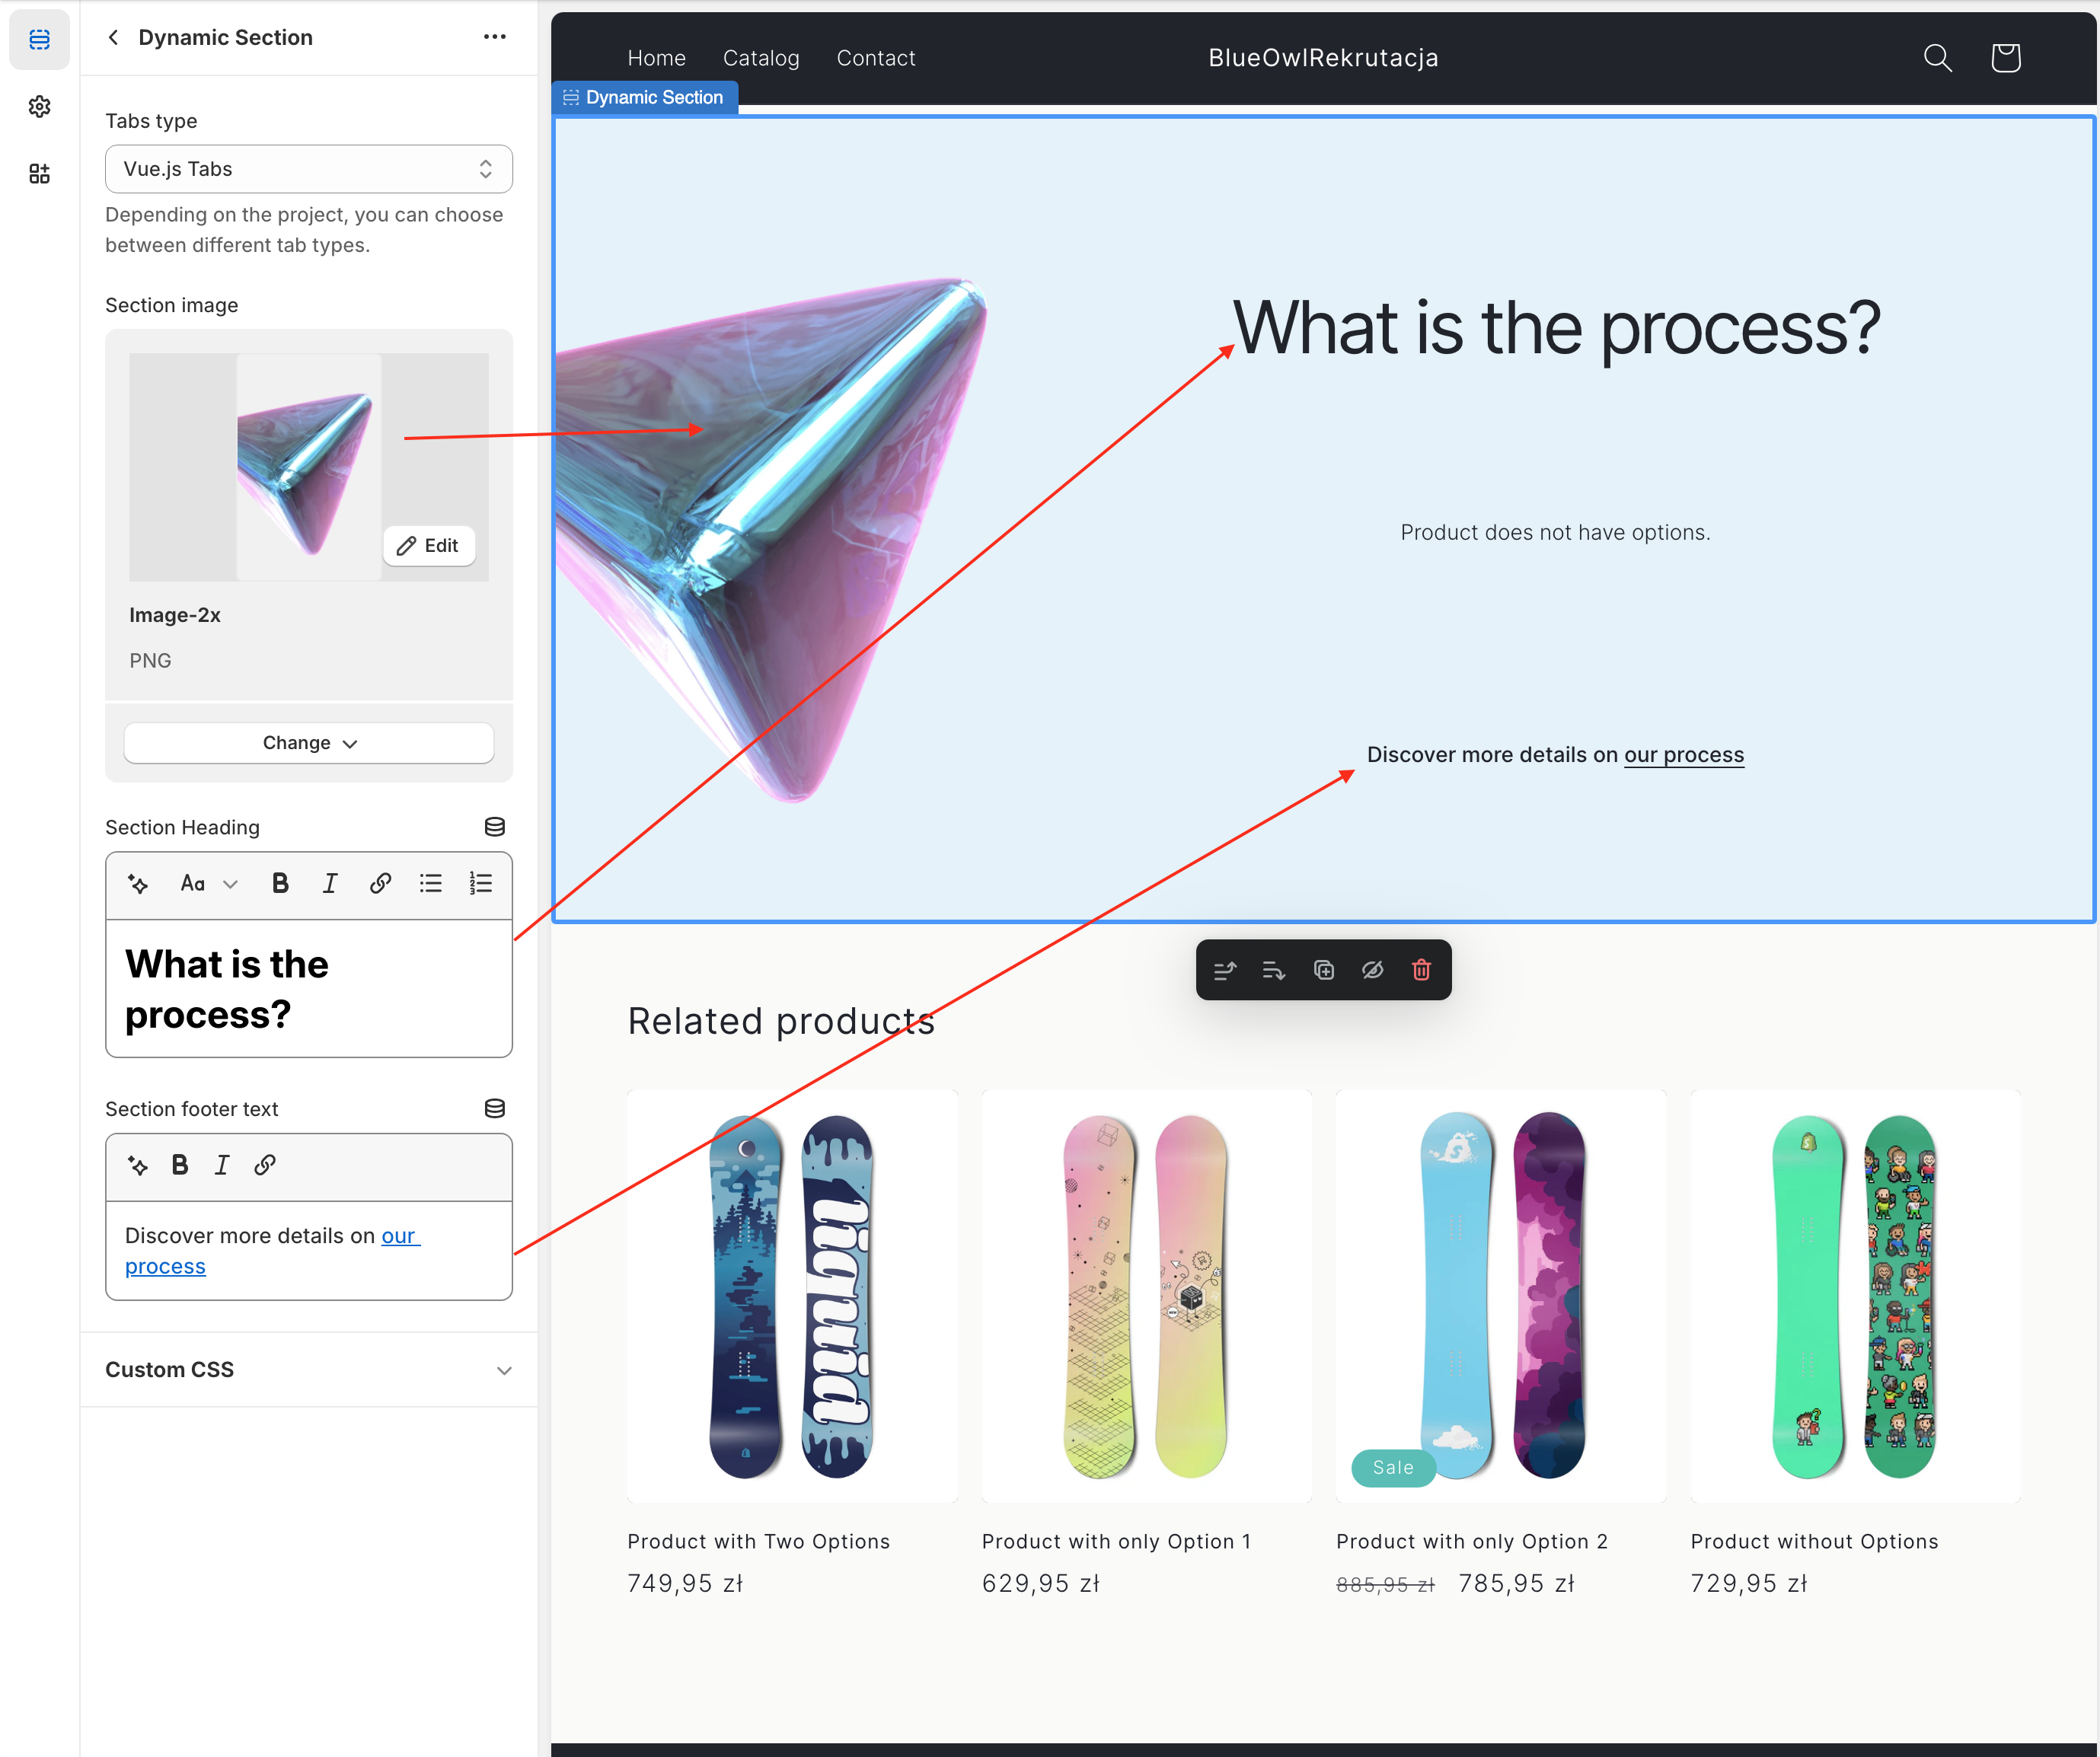 Dynamic Section
Tabs type
Vue.js Tabs
Depending on the project, you can choose
between different tab types.
Section image
Edit
Image-2x
PNG
Change
Section Heading
Aa
B I
What is the
process?
Section footer text
B I
Discover more details on our
process
Custom CSS
Home Catalog Contact
BlueOwlRekrutacja
Dynamic Section
What is the process?
Product does not have options.
Discover more details on our process
Related products
liquid
Sale
Product with Two Options
749,95 zł
Product with only Option 1
629,95 zł
Product with only Option 2
885,95 zł 785,95 zł
Product without Options
729,95 zł